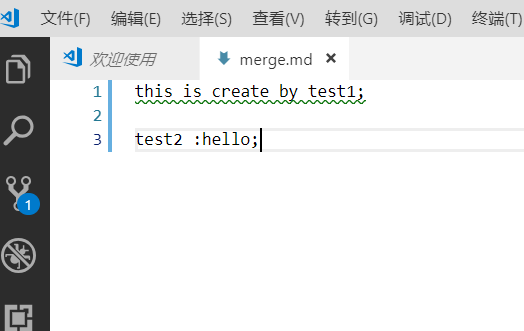 文件(F) 编辑(E) 选择(S) 查看(V) 转到(G) 调试(D) 终端(T)
欢迎使用 merge.md
1 this is create by test1;
2
3 test2 :hello;
1